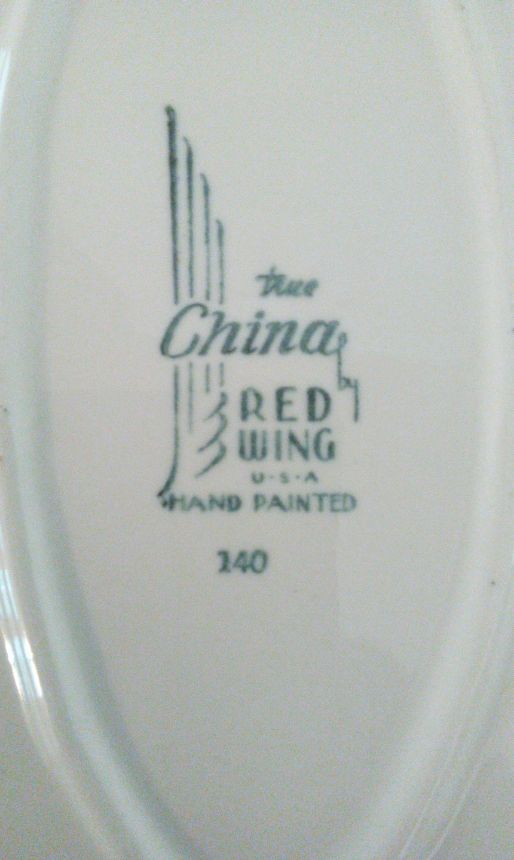 true
China
by
RED
WING
U·S·A
HAND PAINTED
240